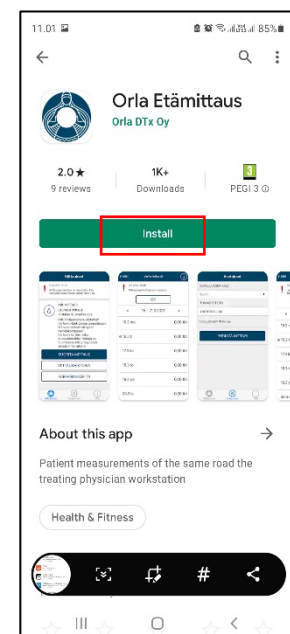 11.01
85%
Orla Etämittaus
Orla DTx Oy
2.0★
1K+
3
9 reviews
Downloads
PEGI 3
Install
About this app
Patient measurements of the same road the
treating physician workstation
Health & Fitness
#